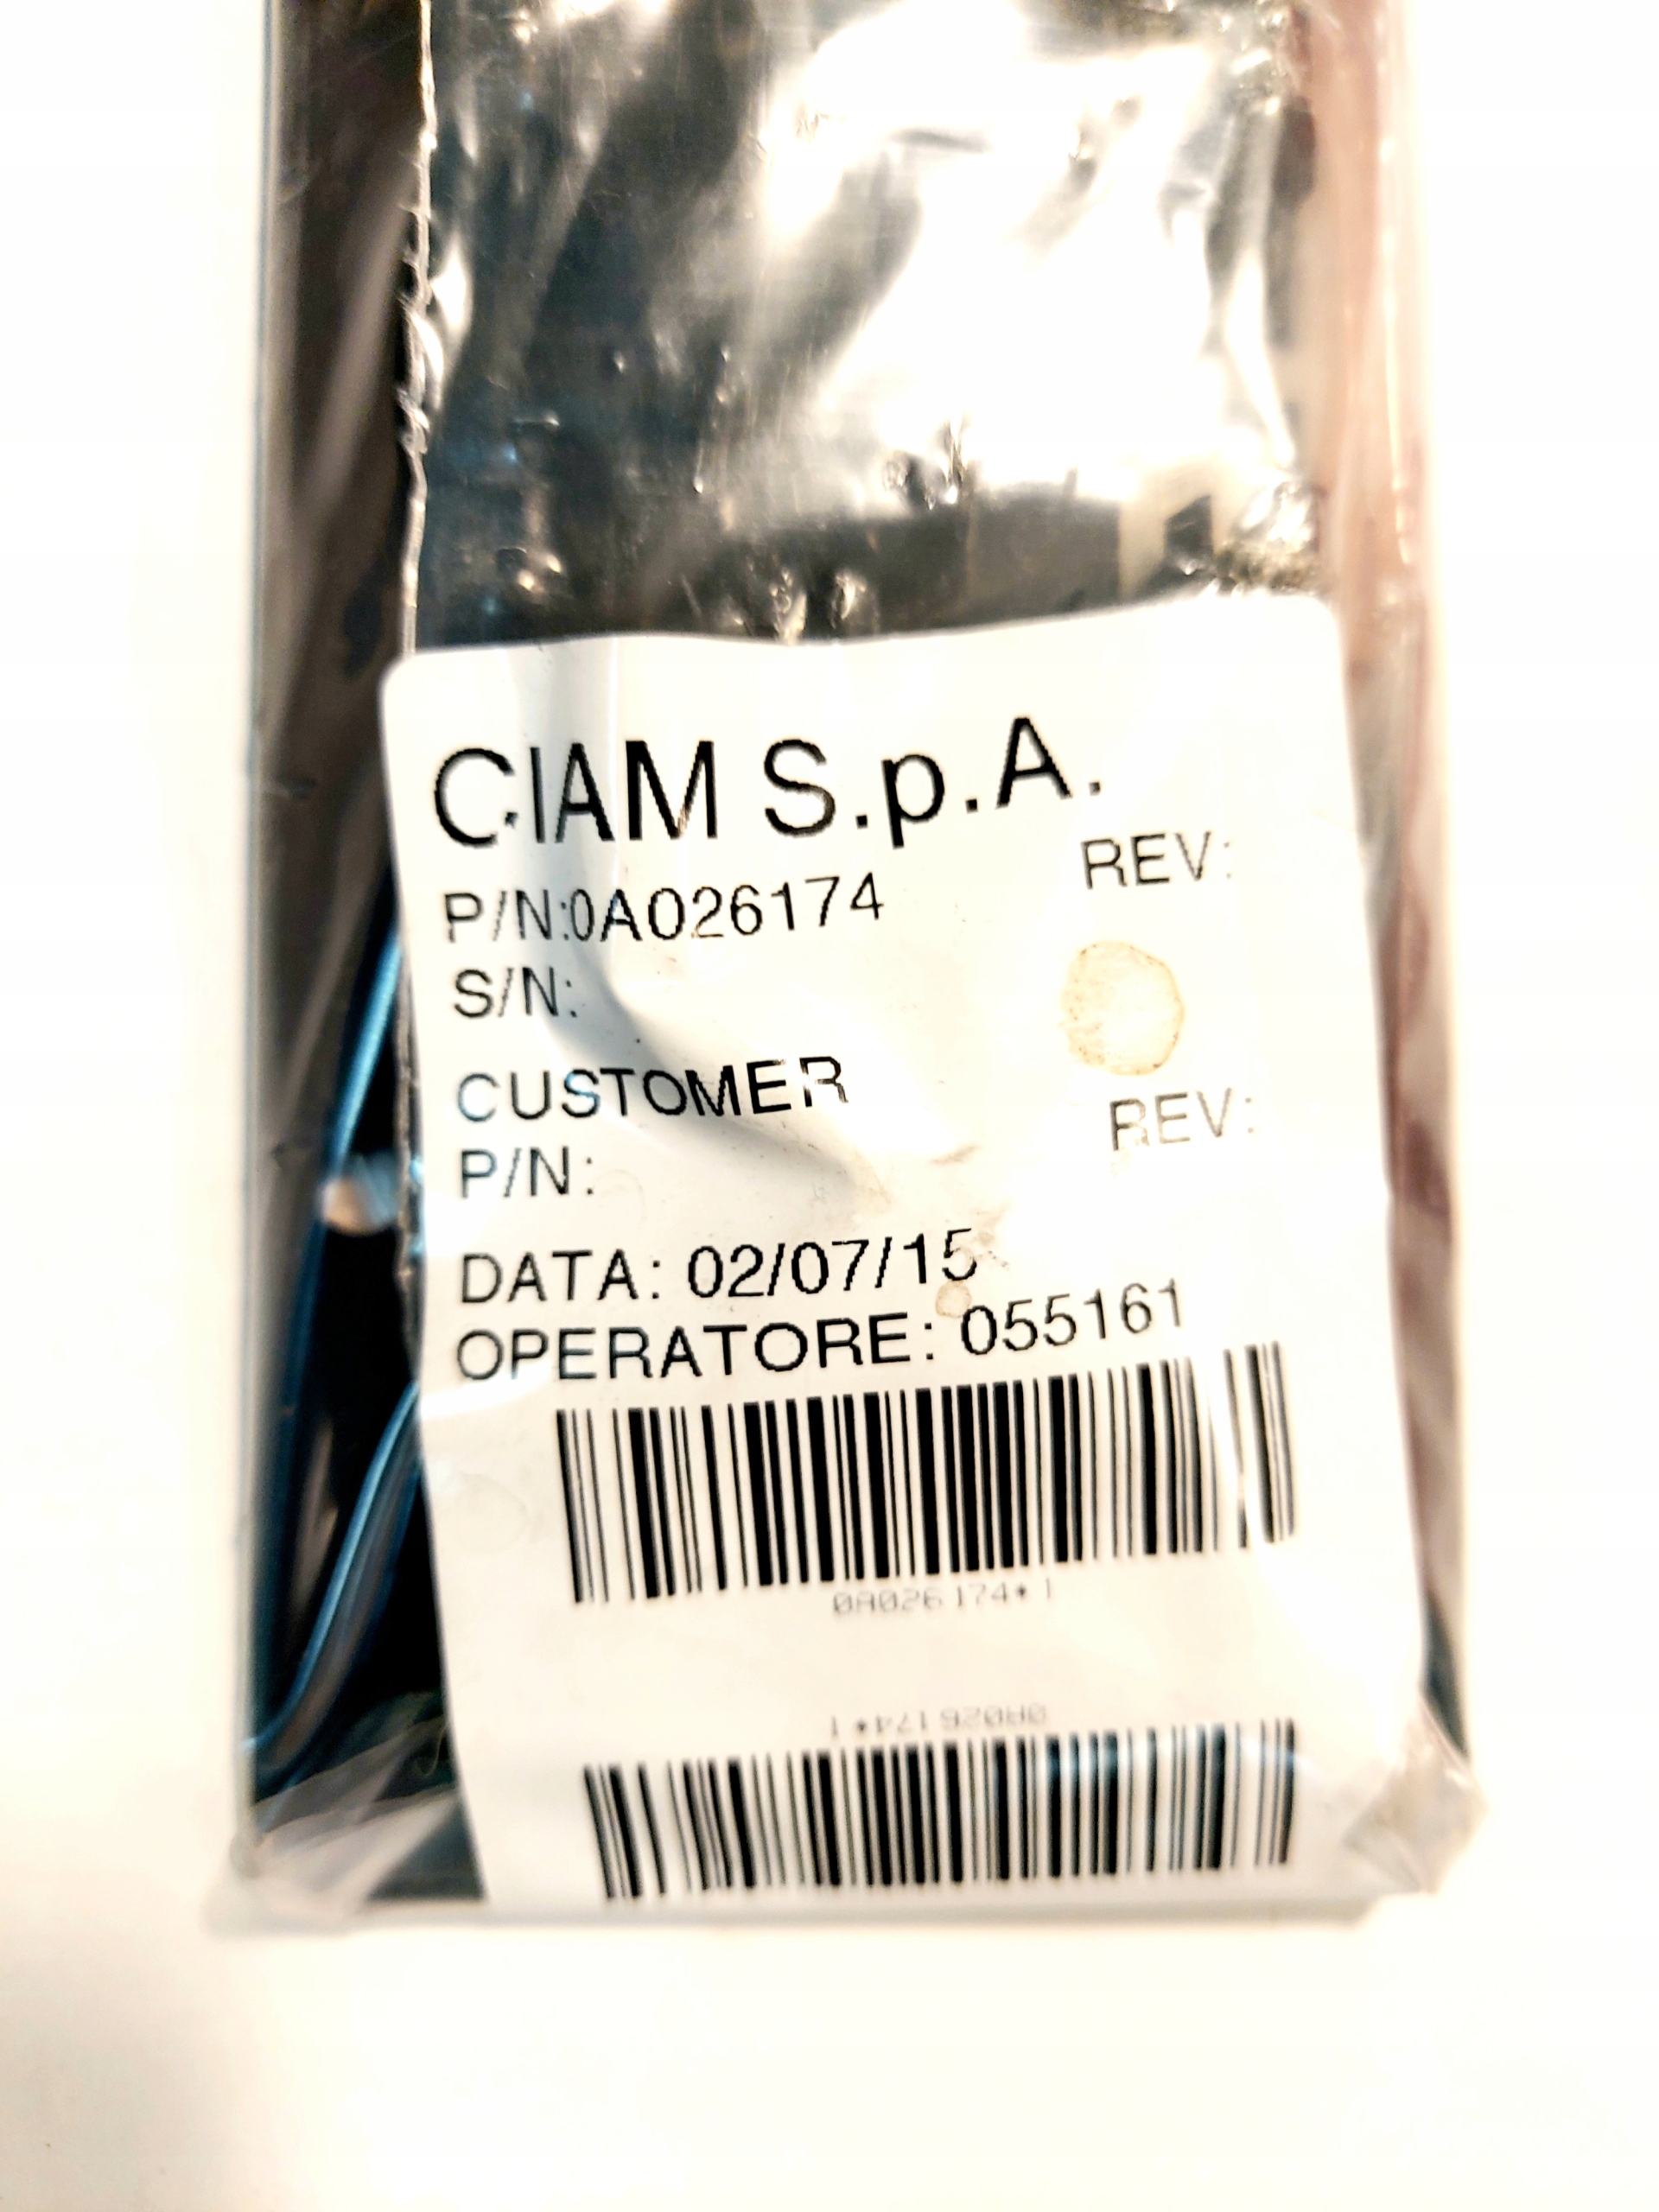 CIAM S.p.A.
P/N:0A026174 REV:
S/N:
CUSTOMER
P/N: REV:
DATA: 02/07/15
OPERATORE: 055161
0A026174*1
0A026174*1